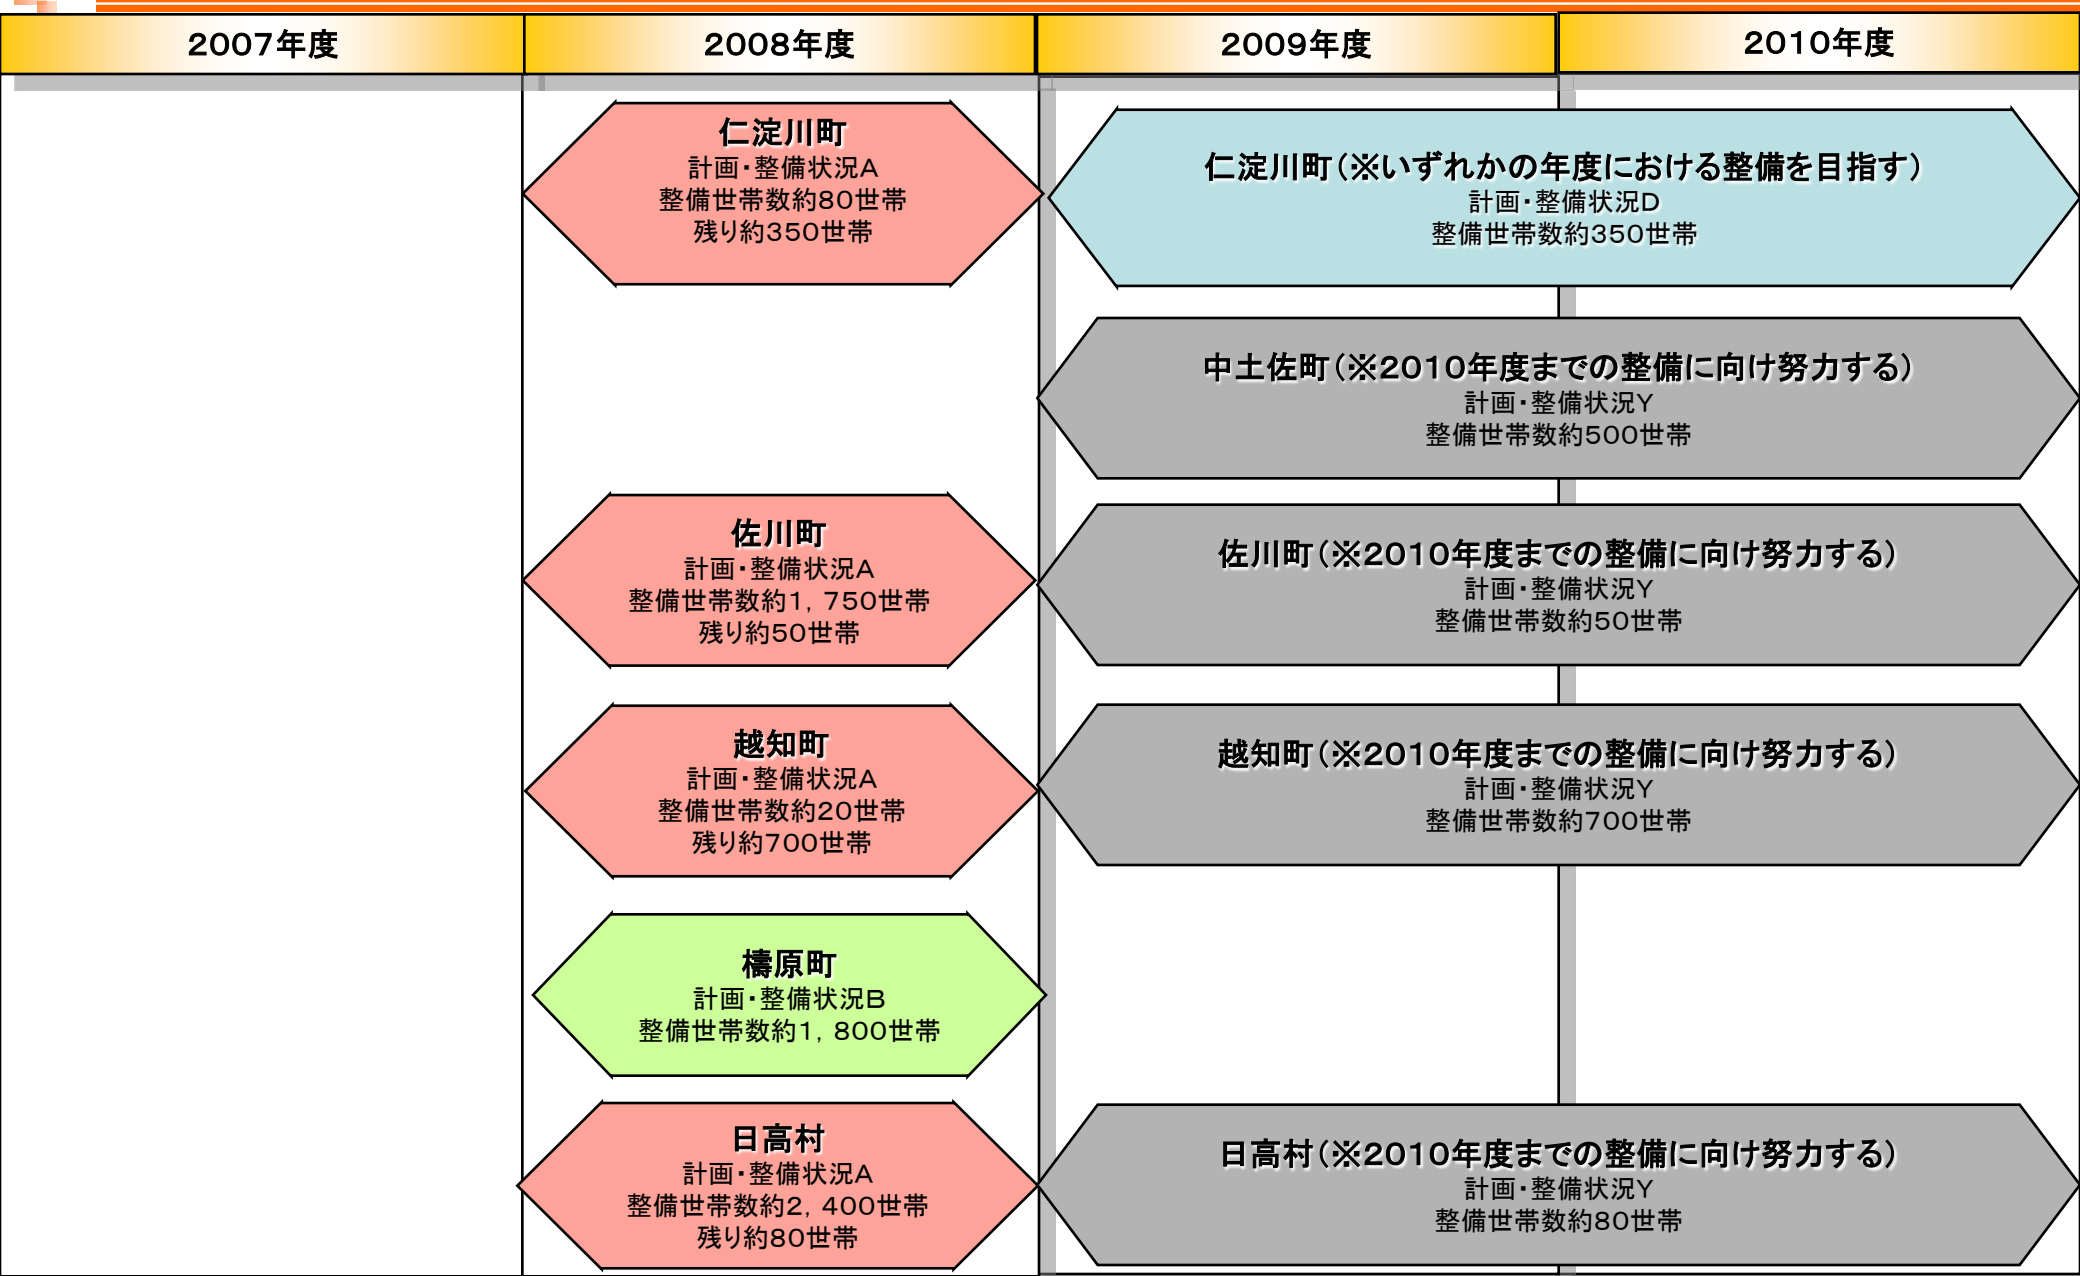 2007年度
2008年度
2009年度
2010年度
仁淀川町
計画・整備状況A
整備世帯数約80世帯
残り約350世帯
仁淀川町(※いずれかの年度における整備を目指す)
計画・整備状況D
整備世帯数約350世帯
中土佐町(※2010年度までの整備に向け努力する)
計画・整備状況Y
整備世帯数約500世帯
佐川町
計画・整備状況A
整備世帯数約1,750世帯
残り約50世帯
佐川町(※2010年度までの整備に向け努力する)
計画・整備状況Y
整備世帯数約50世帯
越知町
計画・整備状況A
整備世帯数約20世帯
残り約700世帯
越知町(※2010年度までの整備に向け努力する)
計画・整備状況Y
整備世帯数約700世帯
檮原町
計画・整備状況B
整備世帯数約1,800世帯
日高村
計画・整備状況A
整備世帯数約2,400世帯
残り約80世帯
日高村(※2010年度までの整備に向け努力する)
計画・整備状況Y
整備世帯数約80世帯